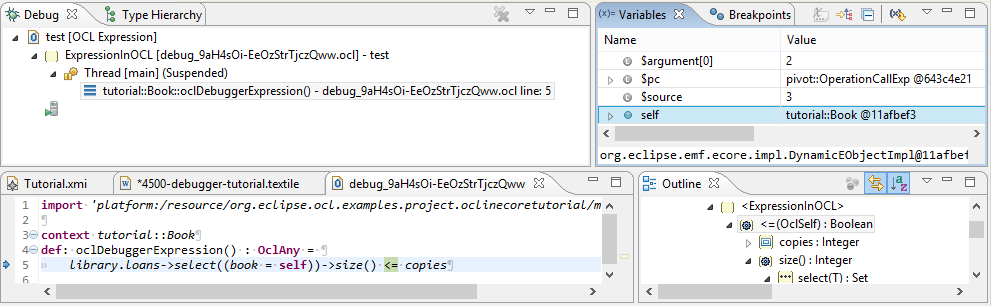 Debug
Type Hierarchy
test [OCL Expression]
ExpressionInOCL [debug_9aH4sOi-EeOzStrTjczQww.ocl] - test
Thread [main] (Suspended)
tutorial::Book::oclDebuggerExpression() - debug_9aH4sOi-EeOzStrTjczQww.ocl line: 5
(x)= Variables
Breakpoints
Name Value
$argument[0] 2
$pc pivot::OperationCallExp @643c4e21
$source 3
self tutorial::Book @11afbef3
org.eclipse.emf.ecore.impl.DynamicEObjectImpl@11afbef
Tutorial.xmi
*4500-debugger-tutorial.textile
debug_9aH4sOi-EeOzStrTjczQww
1 import 'platform:/resource/org.eclipse.ocl.examples.project.oclinecoretutorial/m
2 ¶
3 context tutorial::Book
4 def: oclDebuggerExpression() : OclAny =
5 » library.loans->select((book = self))->size() <= copies¶
6
Outline
<ExpressionInOCL>
<=(OclSelf) : Boolean
copies : Integer
size() : Integer
select(T) : Set